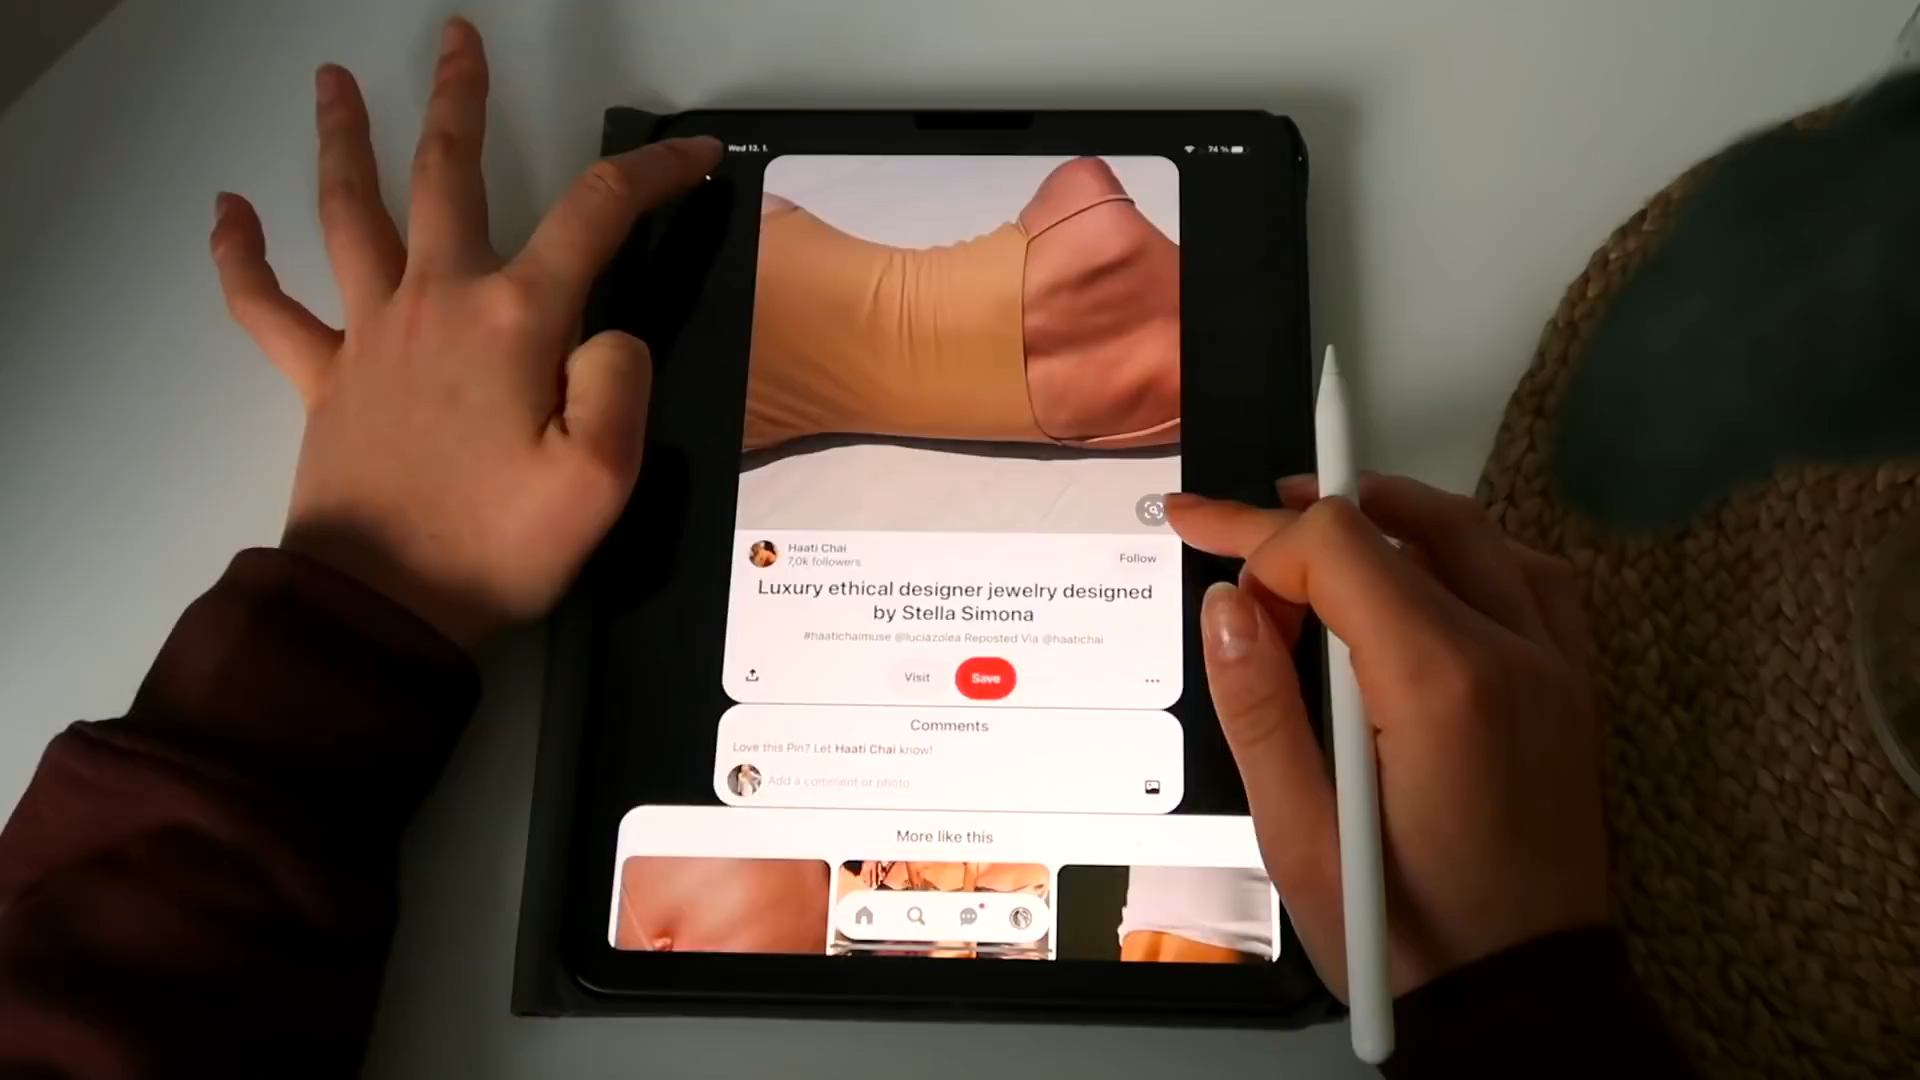 Wed 13. 1.
74 %
Haati Chai
7,0k followers
Follow
Luxury ethical designer jewelry designed
by Stella Simona
#haatichaimuse @luciazolea Reposted Via @haatichai
Visit
Save
Comments
Love this Pin? Let Haati Chai know!
Add a comment or photo
More like this